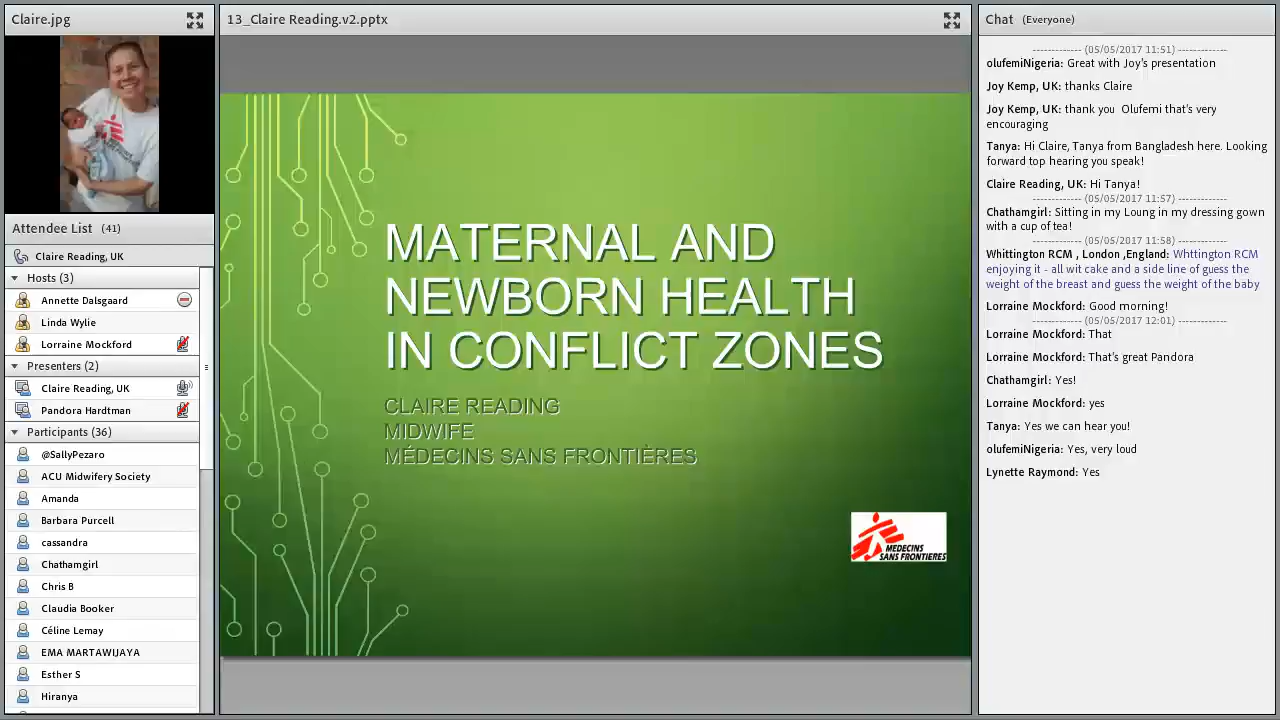 Claire.jpg
Attendee List (41)
Claire Reading, UK
Hosts (3)
Annette Dalsgaard
Linda Wylie
Lorraine Mockford
Presenters (2)
Claire Reading, UK
Pandora Hardtman
Participants (36)
@SallyPezaro
ACU Midwifery Society
Amanda
Barbara Purcell
cassandra
Chathamgirl
Chris B
Claudia Booker
Céline Lemay
EMA MARTAWIJAYA
Esther S
Hiranya
13_Claire Reading.v2.pptx
MATERNAL AND
NEWBORN HEALTH
IN CONFLICT ZONES
CLAIRE READING
MIDWIFE
MÉDECINS SANS FRONTIÈRES
MEDECINS
SANS FRONTIERES
Chat (Everyone)
------------- (05/05/2017 11:51) -------------
olufemiNigeria: Great with Joy's presentation
Joy Kemp, UK: thanks Claire
Joy Kemp, UK: thank you Olufemi that's very
encouraging
Tanya: Hi Claire, Tanya from Bangladesh here. Looking
forward top hearing you speak!
Claire Reading, UK: Hi Tanya!
------------- (05/05/2017 11:57) -------------
Chathamgirl: Sitting in my Loung in my dressing gown
with a cup of tea!
------------- (05/05/2017 11:58) -------------
Whittington RCM , London ,England: Whttington RCM
enjoying it - all wit cake and a side line of guess the
weight of the breast and guess the weight of the baby
Lorraine Mockford: Good morning!
------------- (05/05/2017 12:01) -------------
Lorraine Mockford: That
Lorraine Mockford: That's great Pandora
Chathamgirl: Yes!
Lorraine Mockford: yes
Tanya: Yes we can hear you!
olufemiNigeria: Yes, very loud
Lynette Raymond: Yes